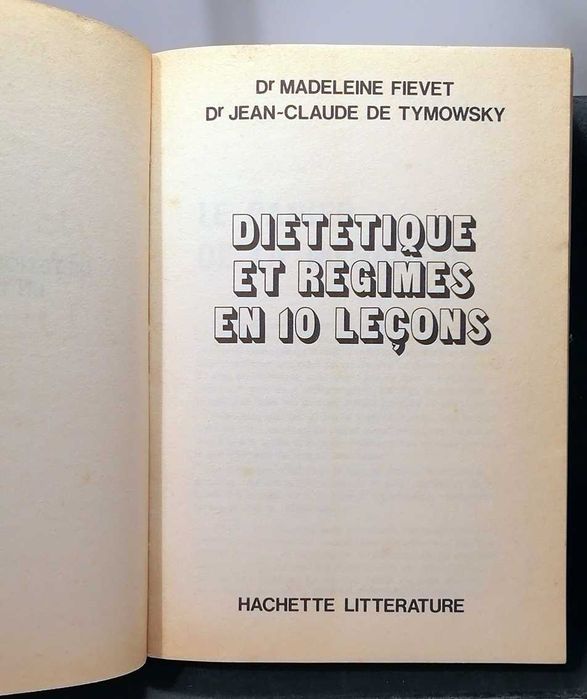 Dr MADELEINE FIEVET
Dr JEAN-CLAUDE DE TYMOWSKY
DIETETIQUE
ET REGIMES
EN 10 LEÇONS
HACHETTE LITTERATURE